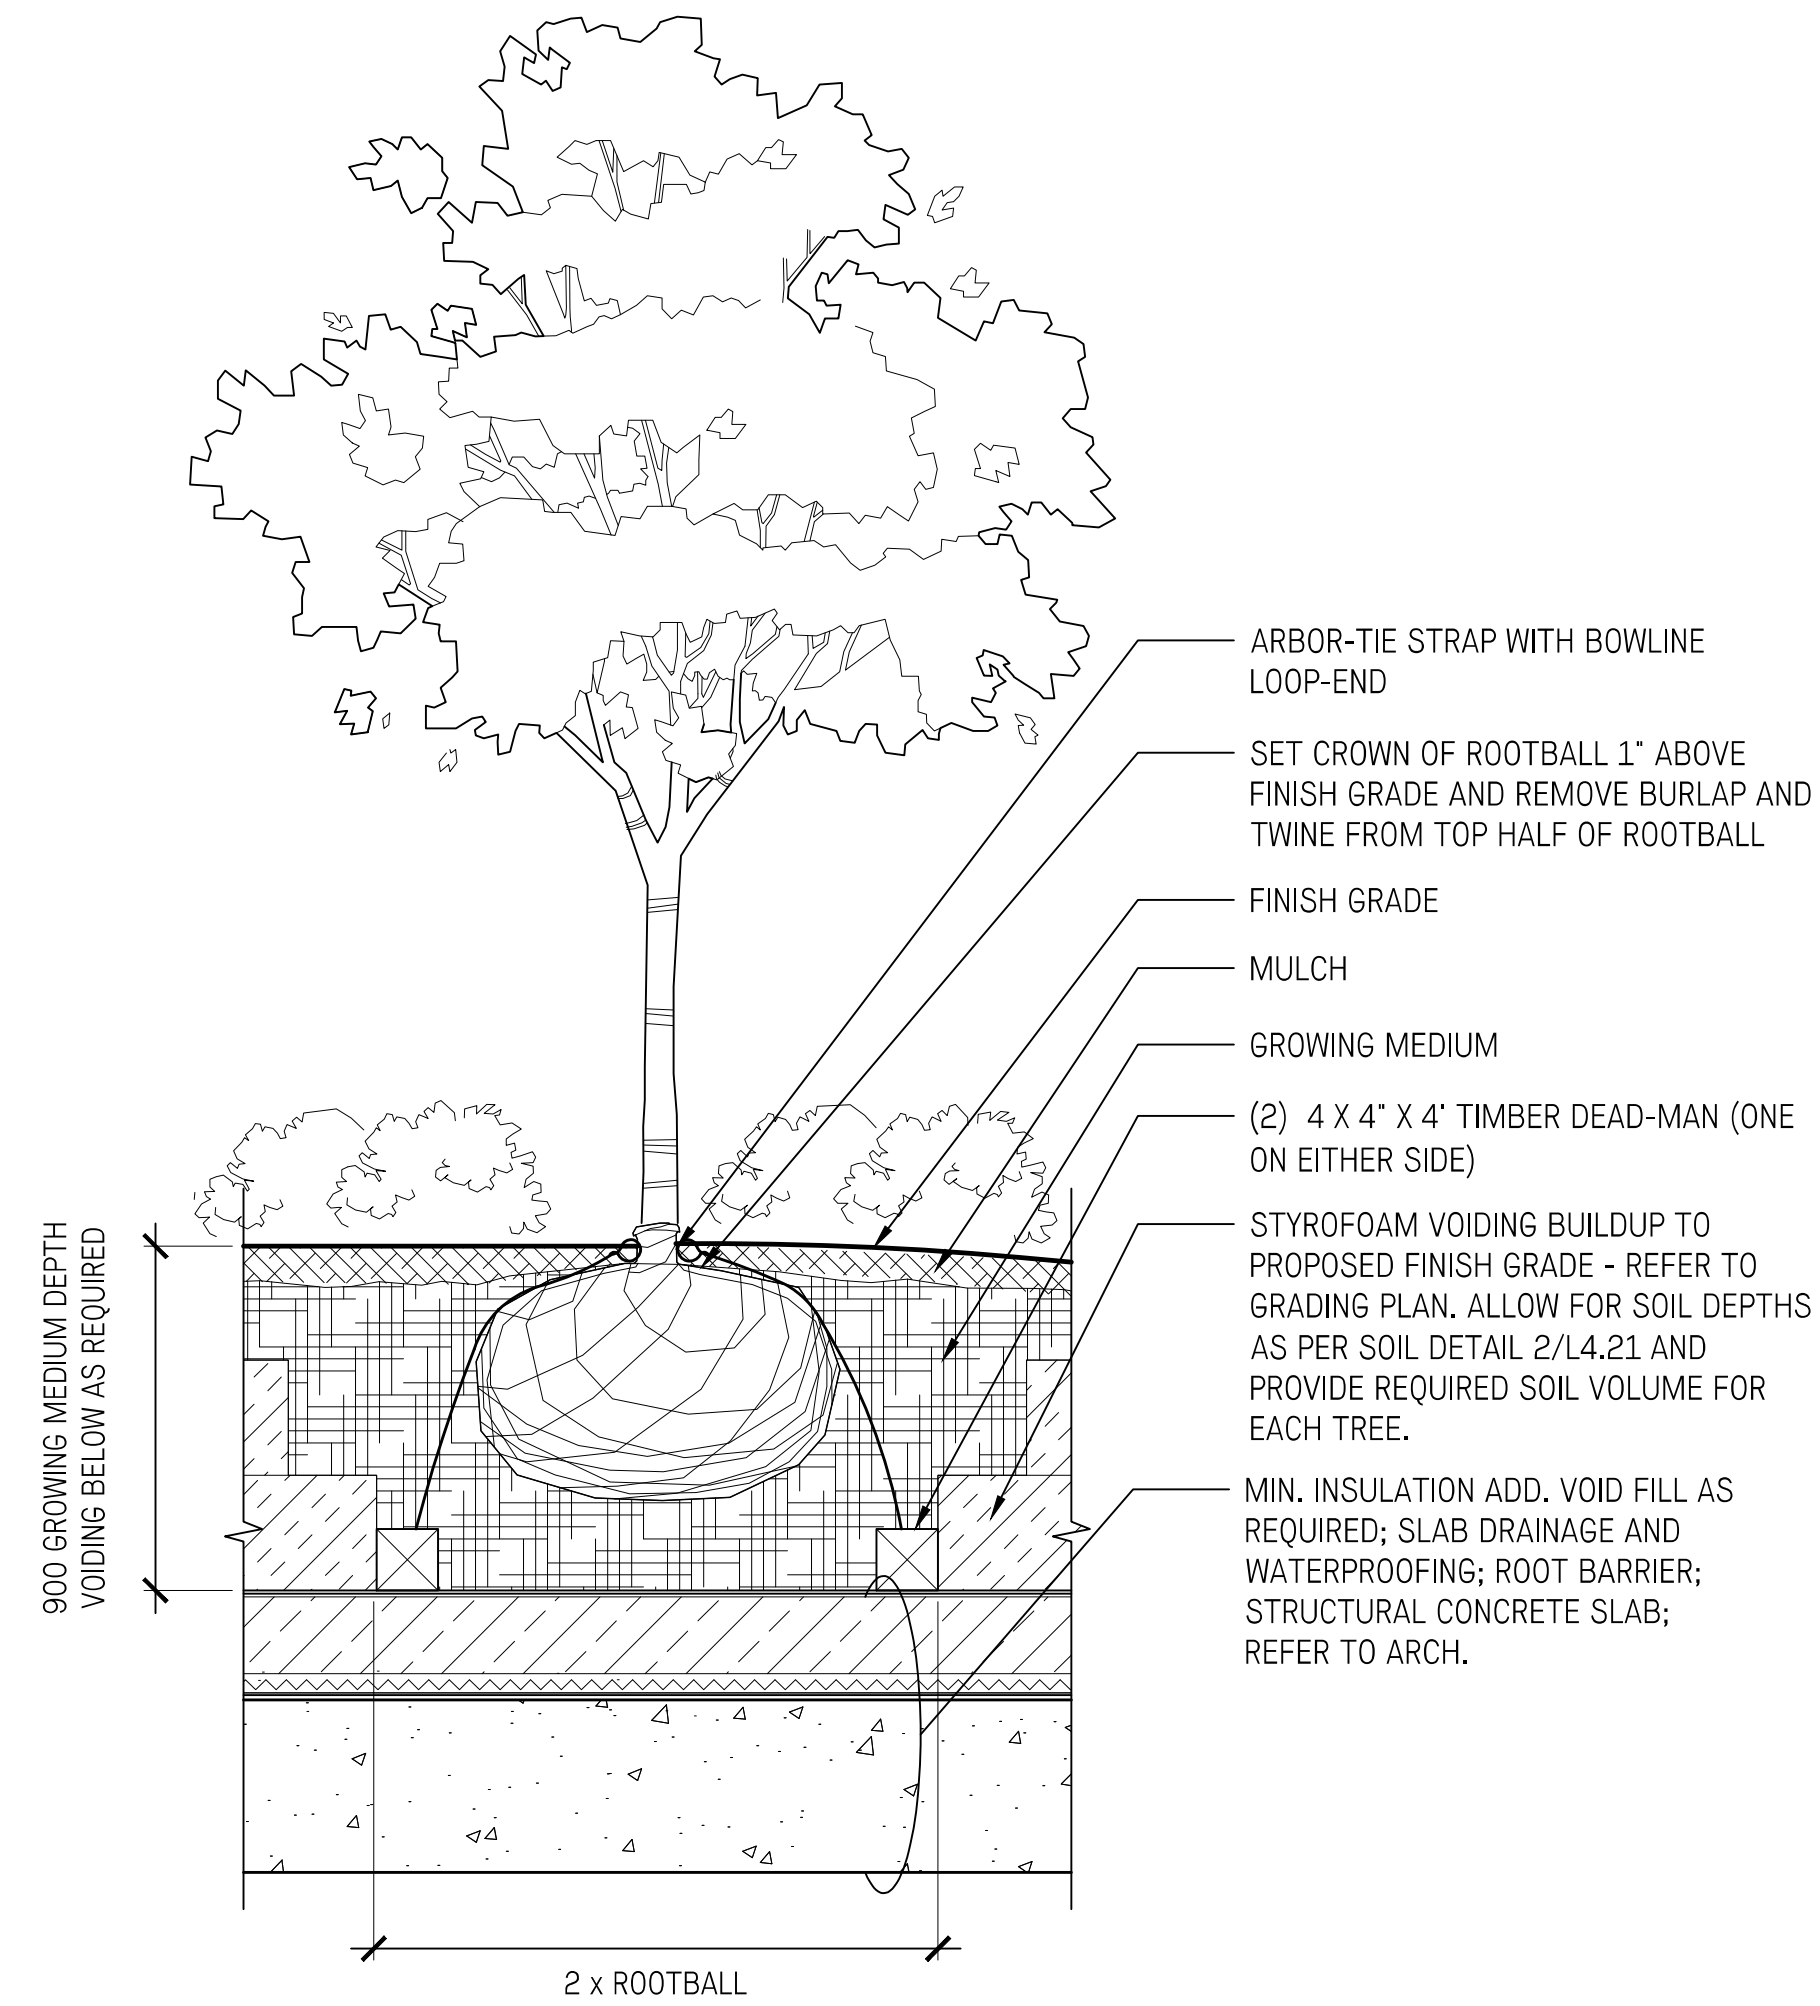 ARBOR-TIE STRAP WITH BOWLINE
LOOP-END
SET CROWN OF ROOTBALL 1" ABOVE
FINISH GRADE AND REMOVE BURLAP AND
TWINE FROM TOP HALF OF ROOTBALL
FINISH GRADE
MULCH
GROWING MEDIUM
(2) 4 X 4" X 4' TIMBER DEAD-MAN (ONE
ON EITHER SIDE)
STYROFOAM VOIDING BUILDUP TO
PROPOSED FINISH GRADE - REFER TO
GRADING PLAN. ALLOW FOR SOIL DEPTHS
AS PER SOIL DETAIL 2/L4.21 AND
PROVIDE REQUIRED SOIL VOLUME FOR
EACH TREE.
MIN. INSULATION ADD. VOID FILL AS
REQUIRED; SLAB DRAINAGE AND
WATERPROOFING; ROOT BARRIER;
STRUCTURAL CONCRETE SLAB;
REFER TO ARCH.
900 GROWING MEDIUM DEPTH
VOIDING BELOW AS REQUIRED
2 x ROOTBALL